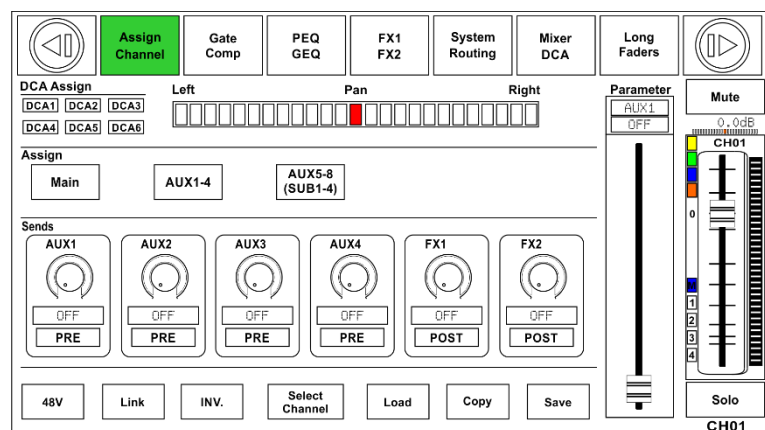 Assign Channel
Gate Comp
PEQ GEQ
FX1 FX2
System Routing
Mixer DCA
Long Faders
DCA Assign
DCA1 DCA2 DCA3
DCA4 DCA5 DCA6
Left Pan Right
Parameter
AUX1
OFF
Mute
0.0dB
CH01
Assign
Main
AUX1-4
AUX5-8
(SUB1-4)
0
Sends
AUX1 AUX2 AUX3 AUX4 FX1 FX2
OFF OFF OFF OFF OFF OFF
PRE PRE PRE PRE POST POST
M
1
2
3
4
48V
Link
INV.
Select Channel
Load
Copy
Save
Solo
CH01